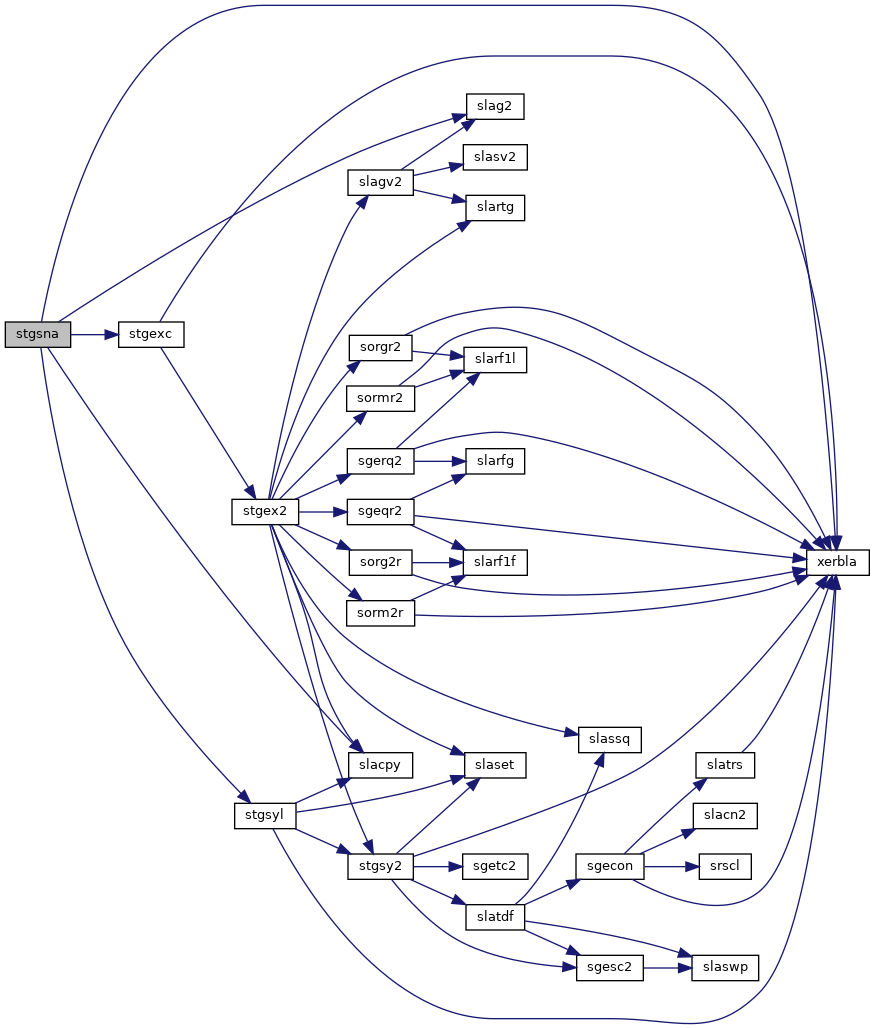 slag2
slasv2
slagv2
slartg
stgsna
stgexc
sorgr2
slarf1l
sormr2
sgerq2
slarfg
stgex2
sgeqr2
sorg2r
slarf1f
xerbla
sorm2r
slassq
slacpy
slaset
slatrs
stgsyl
slacn2
stgsy2
sgetc2
sgecon
srscl
slatdf
sgesc2
slaswp